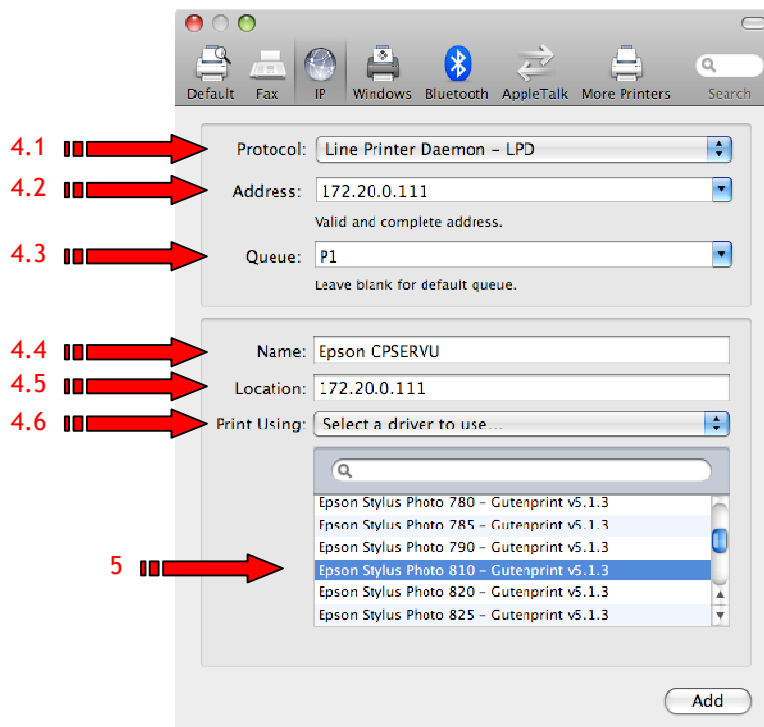 Default Fax IP Windows Bluetooth AppleTalk More Printers Search
4.1 Protocol: Line Printer Daemon – LPD
4.2 Address: 172.20.0.111
Valid and complete address.
4.3 Queue: P1
Leave blank for default queue.
4.4 Name: Epson CPSERVU
4.5 Location: 172.20.0.111
4.6 Print Using: Select a driver to use...
Epson Stylus Photo 780 – Gutenprint v5.1.3
Epson Stylus Photo 785 – Gutenprint v5.1.3
Epson Stylus Photo 790 – Gutenprint v5.1.3
5 Epson Stylus Photo 810 – Gutenprint v5.1.3
Epson Stylus Photo 820 – Gutenprint v5.1.3
Epson Stylus Photo 825 – Gutenprint v5.1.3
Add